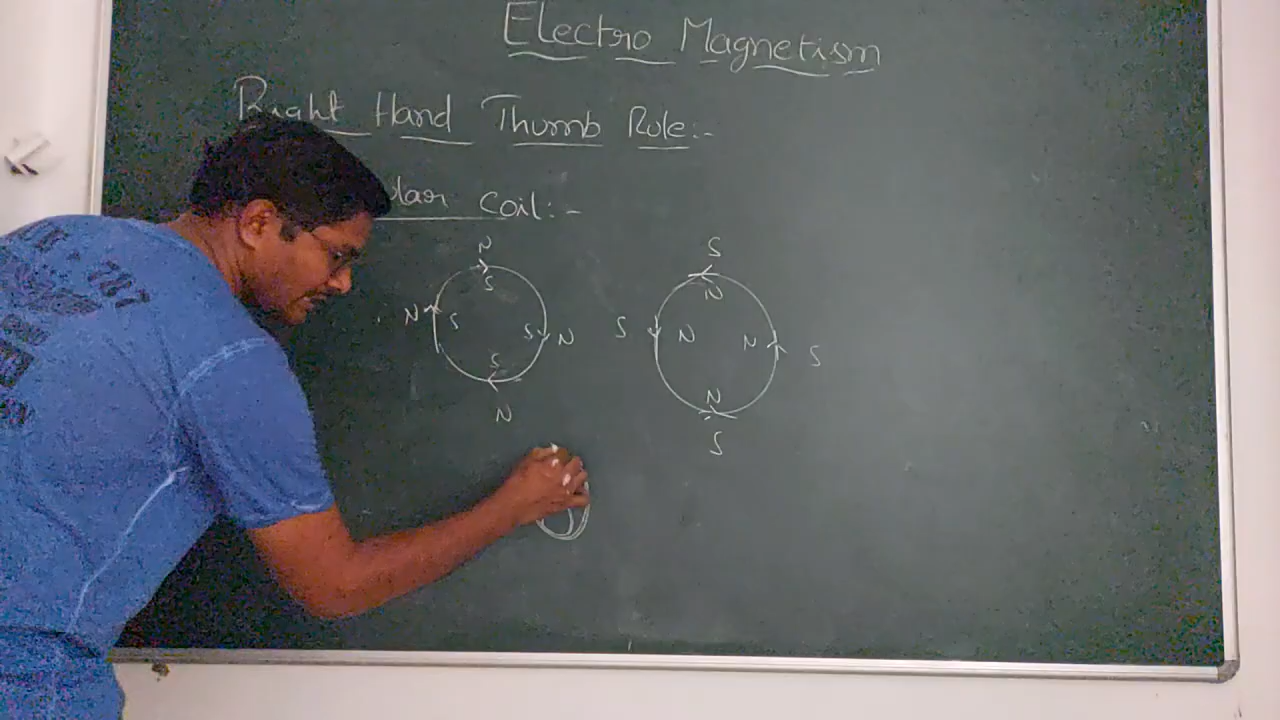 Electro Magnetism
Right Hand Thumb Rule:-
Coil:-
N S
S N
N S S N S N N S
S N
N S